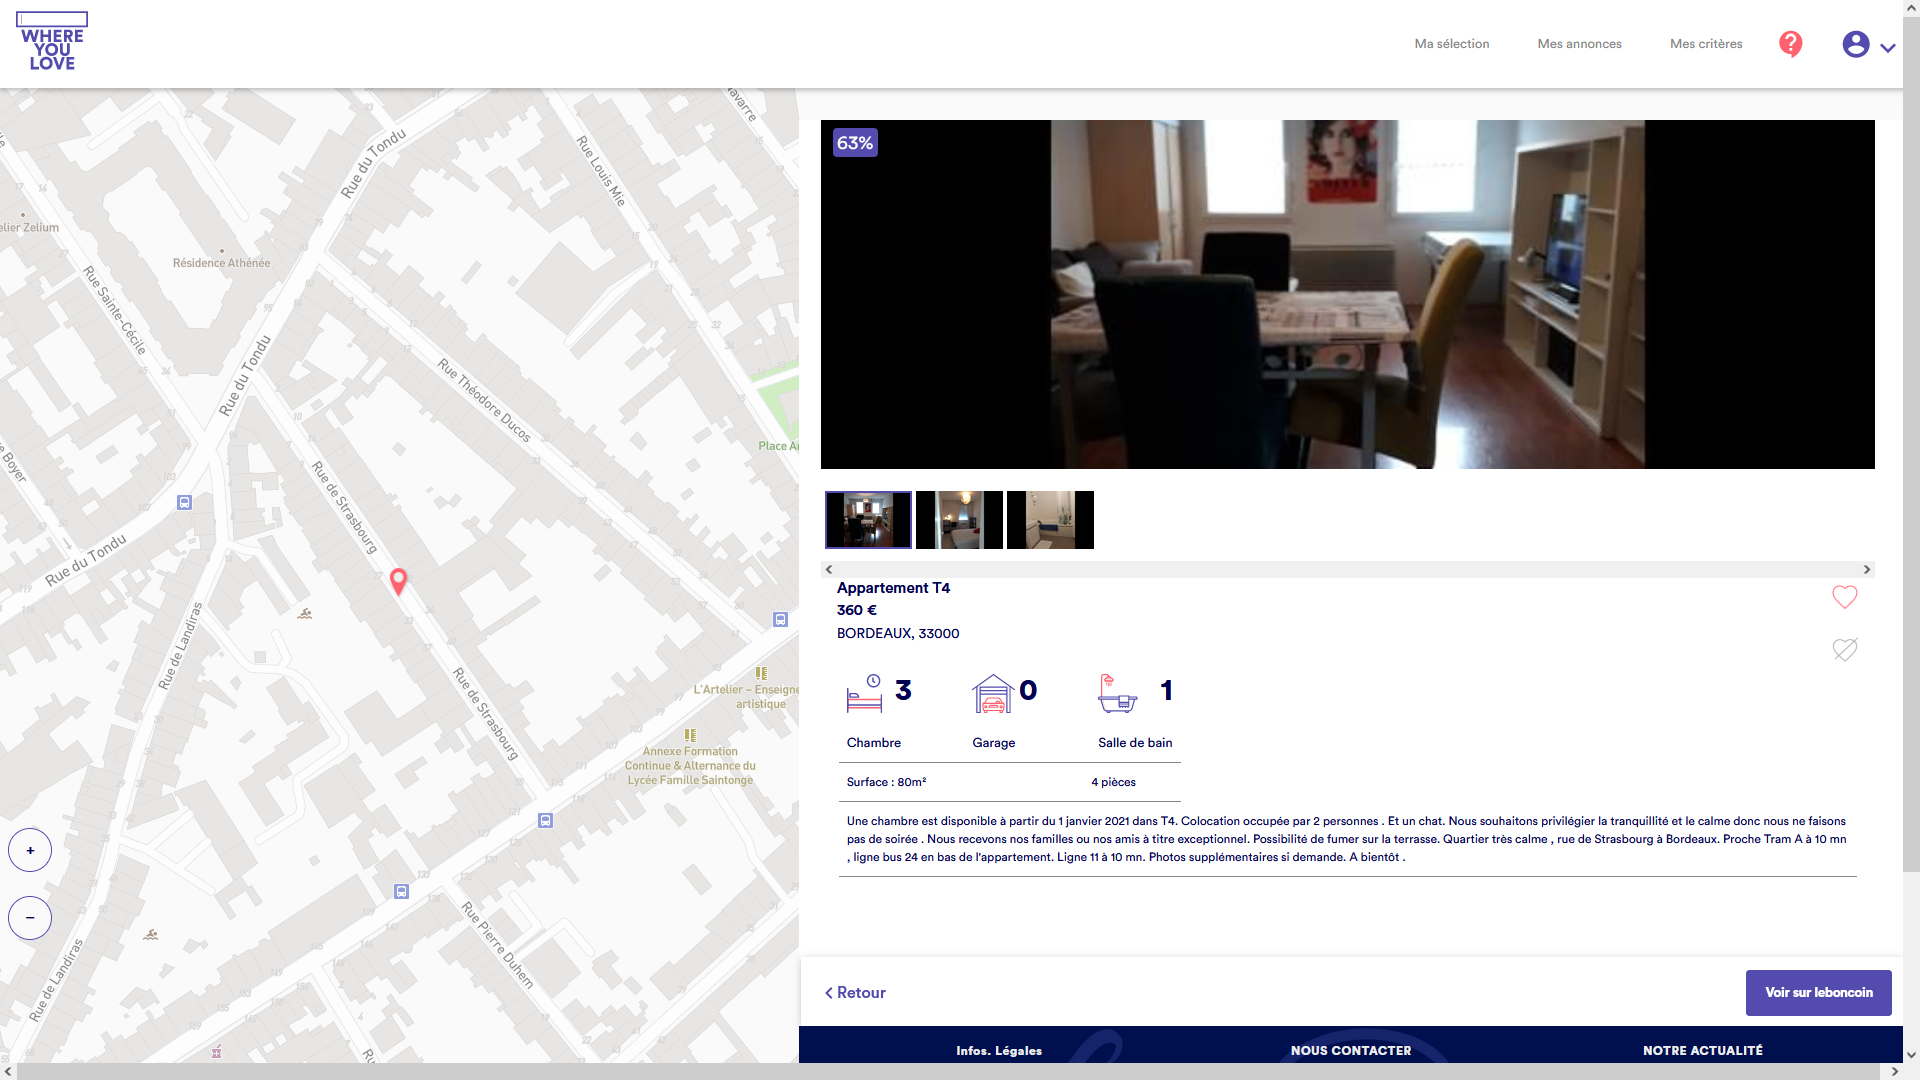 WHERE
YOU
LOVE
Ma sélection
Mes annonces
Mes critères
?
Rue du Tondu
Rue Louis Mie
Résidence Athénée
Rue Sainte-Cécile
Rue du Tondu
Rue Théodore Ducos
Rue de Strasbourg
Rue du Tondu
Rue de Landiras
Rue de Strasbourg
L'Artelier – Enseigne
artistique
Annexe Formation
Continue & Alternance du
Lycée Famille Saintonge
Rue Pierre Duhem
Rue de Landiras
+
−
63%
Appartement T4
360 €
BORDEAUX, 33000
3
0
1
Chambre
Garage
Salle de bain
Surface : 80m²
4 pièces
Une chambre est disponible à partir du 1 janvier 2021 dans T4. Colocation occupée par 2 personnes . Et un chat. Nous souhaitons privilégier la tranquillité et le calme donc nous ne faisons
pas de soirée . Nous recevons nos familles ou nos amis à titre exceptionnel. Possibilité de fumer sur la terrasse. Quartier très calme , rue de Strasbourg à Bordeaux. Proche Tram A à 10 mn
, ligne bus 24 en bas de l'appartement. Ligne 11 à 10 mn. Photos supplémentaires si demande. A bientôt .
Retour
Voir sur leboncoin
Infos. Légales
NOUS CONTACTER
NOTRE ACTUALITÉ